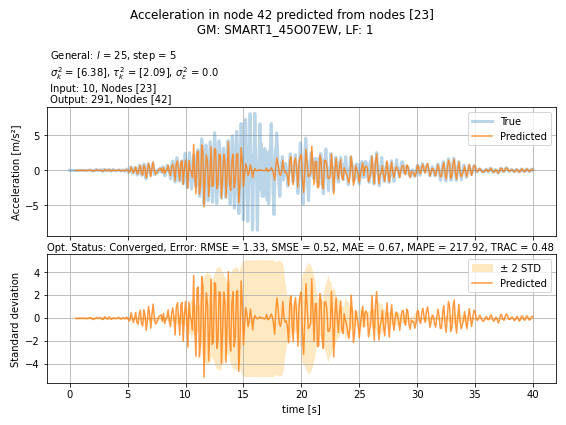 Acceleration in node 42 predicted from nodes [23]
GM: SMART1_45O07EW, LF: 1
General: l = 25, step = 5
σ²ₖ = [6.38], τ²ₖ = [2.09], σ²ε = 0.0
Input: 10, Nodes [23]
Output: 291, Nodes [42]
Acceleration [m/s²]
5
0
−5
True
Predicted
Opt. Status: Converged, Error: RMSE = 1.33, SMSE = 0.52, MAE = 0.67, MAPE = 217.92, TRAC = 0.48
Standard deviation
4
2
0
−2
−4
± 2 STD
Predicted
0 5 10 15 20 25 30 35 40
time [s]